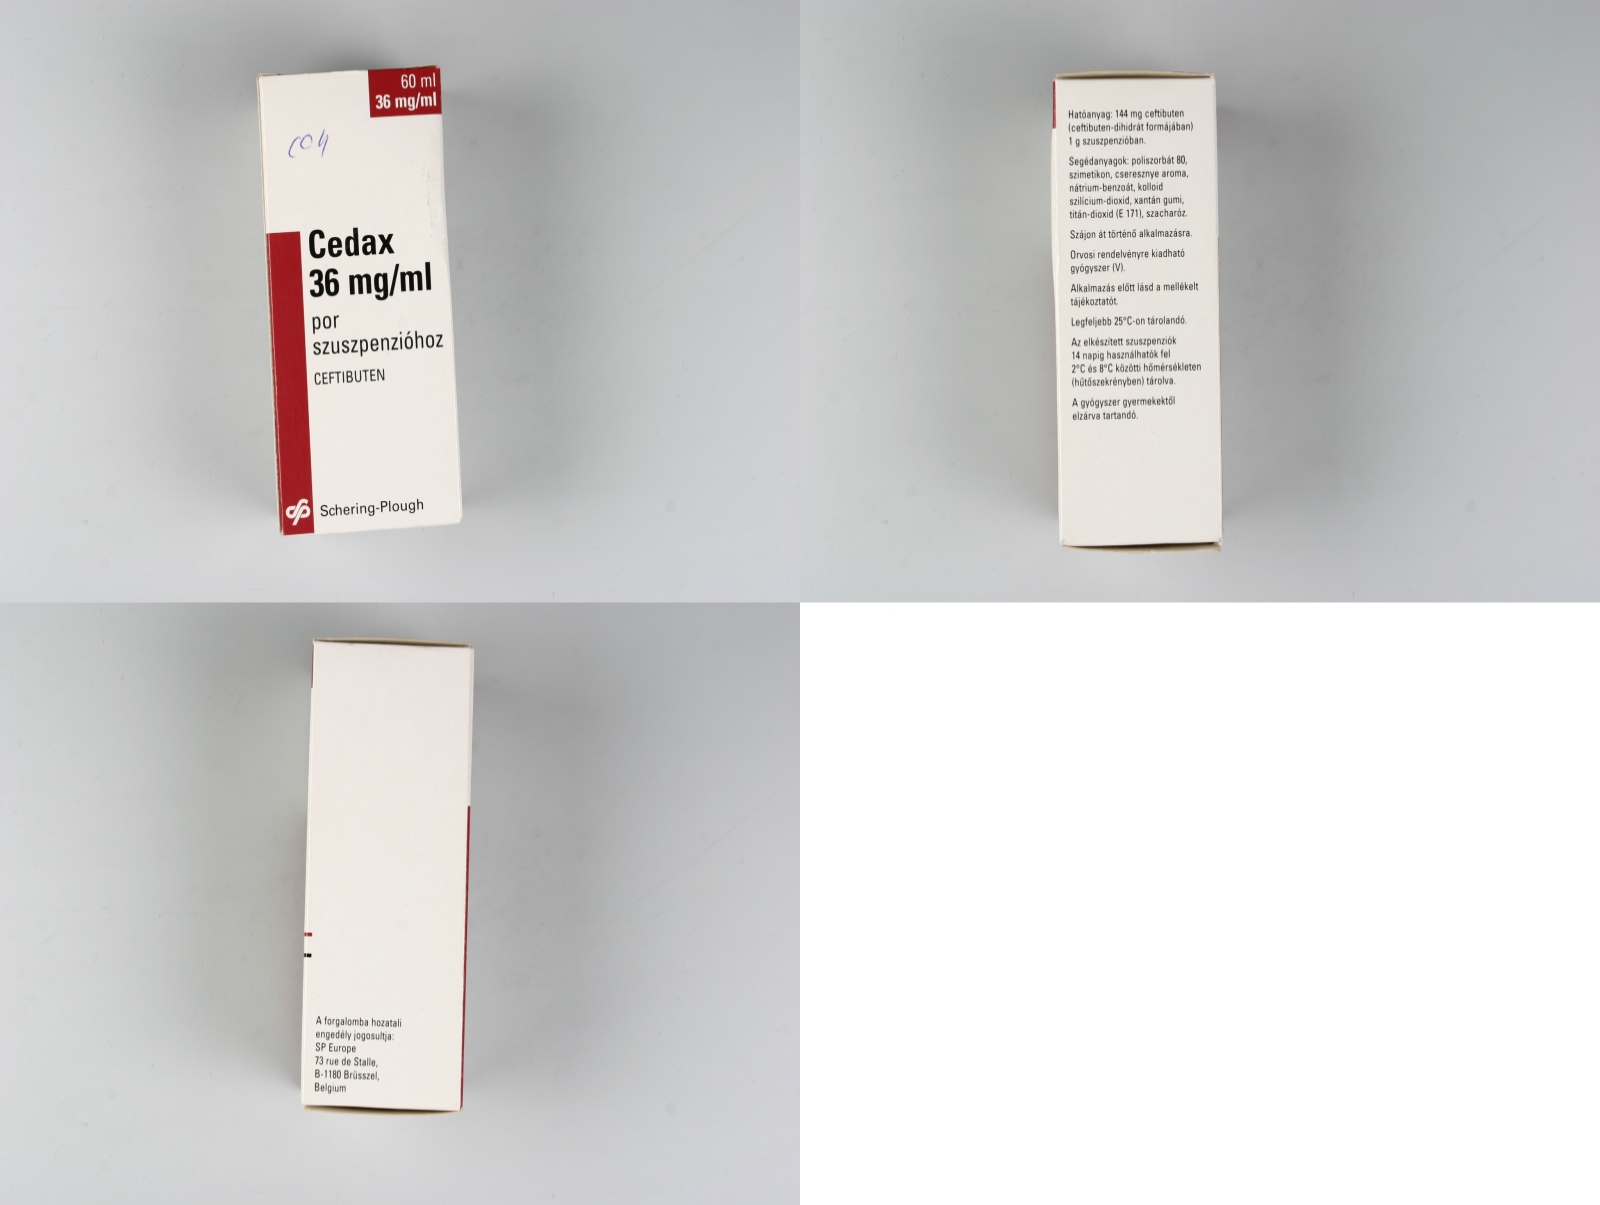 60 ml
36 mg/ml
Cedax
36 mg/ml
por
szuszpenzióhoz
CEFTIBUTEN
Schering-Plough
Hatóanyag: 144 mg ceftibuten
(ceftibuten-dihidrát formájában)
1 g szuszpenzióban.
Segédanyagok: poliszorbát 80,
szimetikon, cseresznye aroma,
nátrium-benzoát, kolloid
szilícium-dioxid, xantán gumi,
titán-dioxid (E 171), szacharóz.
Szájon át történő alkalmazásra.
Orvosi rendelvényre kiadható
gyógyszer (V).
Alkalmazás előtt lásd a mellékelt
tájékoztatót.
Legfeljebb 25°C-on tárolandó.
Az elkészített szuszpenziók
14 napig használhatók fel
2°C és 8°C közötti hőmérsékleten
(hűtőszekrényben) tárolva.
A gyógyszer gyermekektől
elzárva tartandó.
A forgalomba hozatali
engedély jogosultja:
SP Europe
73 rue de Stalle,
B-1180 Brüsszel,
Belgium